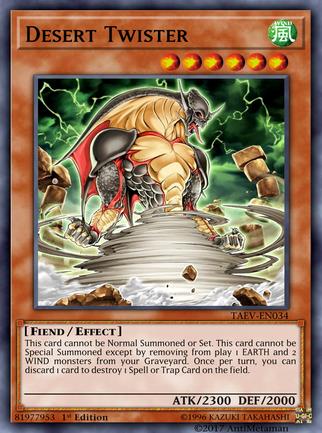 Desert Twister
WIND
風
TAEV-EN034
[Fiend / Effect]
This card cannot be Normal Summoned or Set. This card cannot be
Special Summoned except by removing from play 1 EARTH and 2
WIND monsters from your Graveyard. Once per turn, you can
discard 1 card to destroy 1 Spell or Trap Card on the field.
ATK/2300 DEF/2000
81977953 1st Edition ©1996 KAZUKI TAKAHASHI
©2017 AntiMetaman